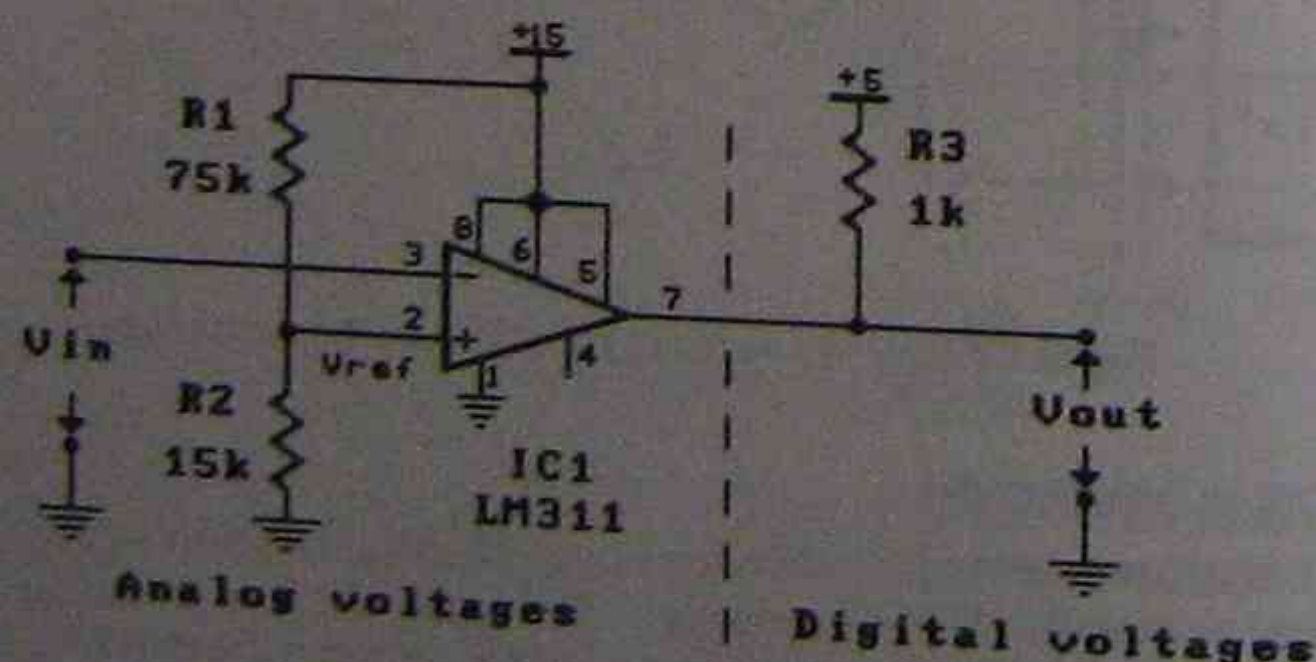 +15
+5
R1
75k
R3
1k
8
6
5
3
-
7
2
+
Vin
Vref
1
4
Vout
R2
15k
IC1
LM311
Analog voltages
Digital voltages